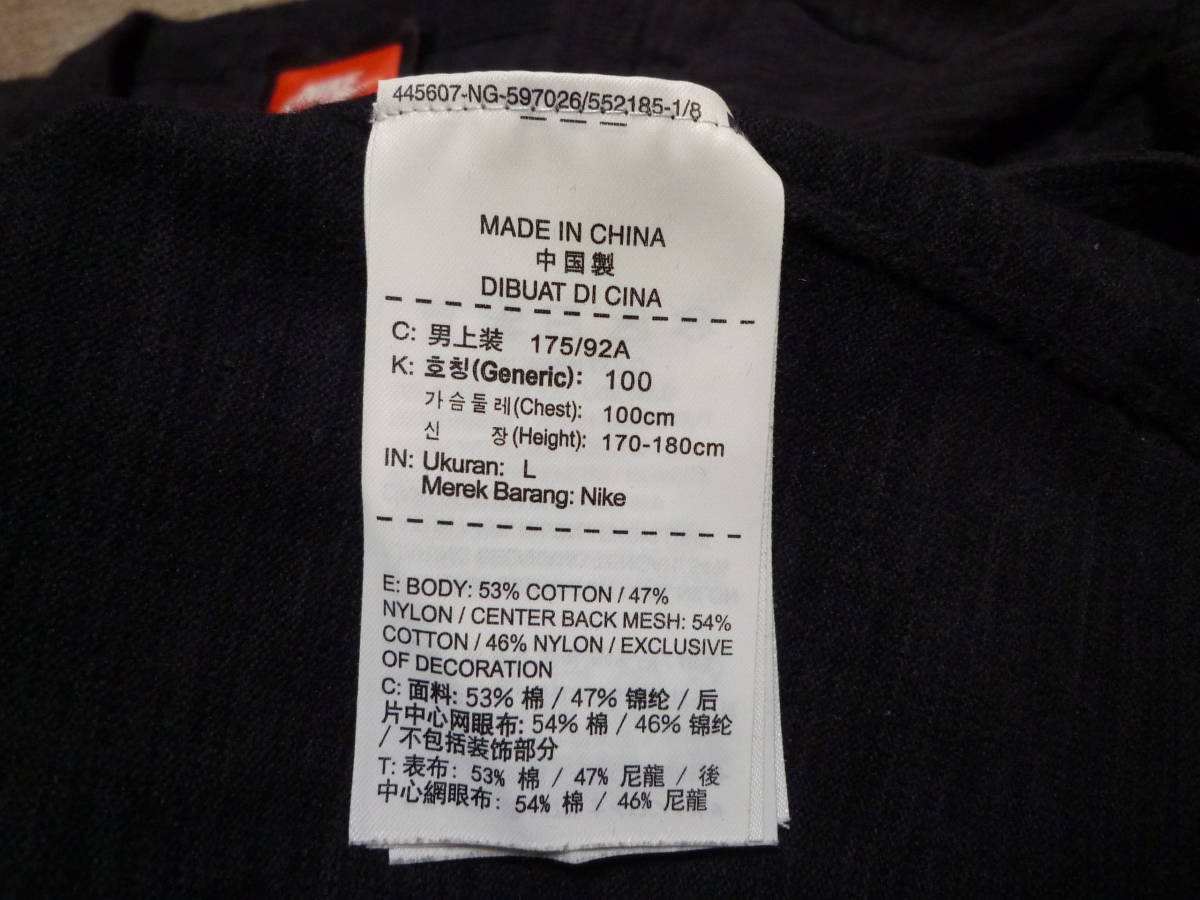 445607-NG-597026/552185-1/8
MADE IN CHINA
中国製
DIBUAT DI CINA
C: 男上装 175/92A
K: 호칭(Generic): 100
가슴둘레(Chest): 100cm
신 장(Height): 170-180cm
IN: Ukuran: L
Merek Barang: Nike
E: BODY: 53% COTTON / 47%
NYLON / CENTER BACK MESH: 54%
COTTON / 46% NYLON / EXCLUSIVE
OF DECORATION
C: 面料: 53% 棉 / 47% 锦纶 / 后
片中心网眼布: 54% 棉 / 46% 锦纶
/ 不包括装饰部分
T: 表布: 53% 棉 / 47% 尼龍 / 後
中心網眼布: 54% 棉 / 46% 尼龍